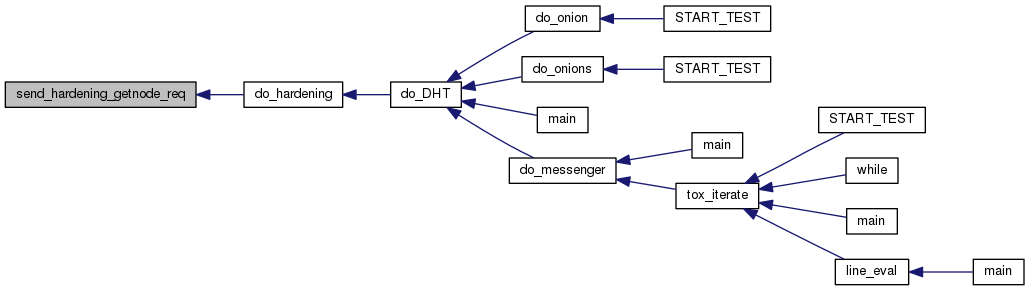 do_onion
START_TEST
do_onions
START_TEST
send_hardening_getnode_req
do_hardening
do_DHT
main
START_TEST
main
do_messenger
while
tox_iterate
main
line_eval
main